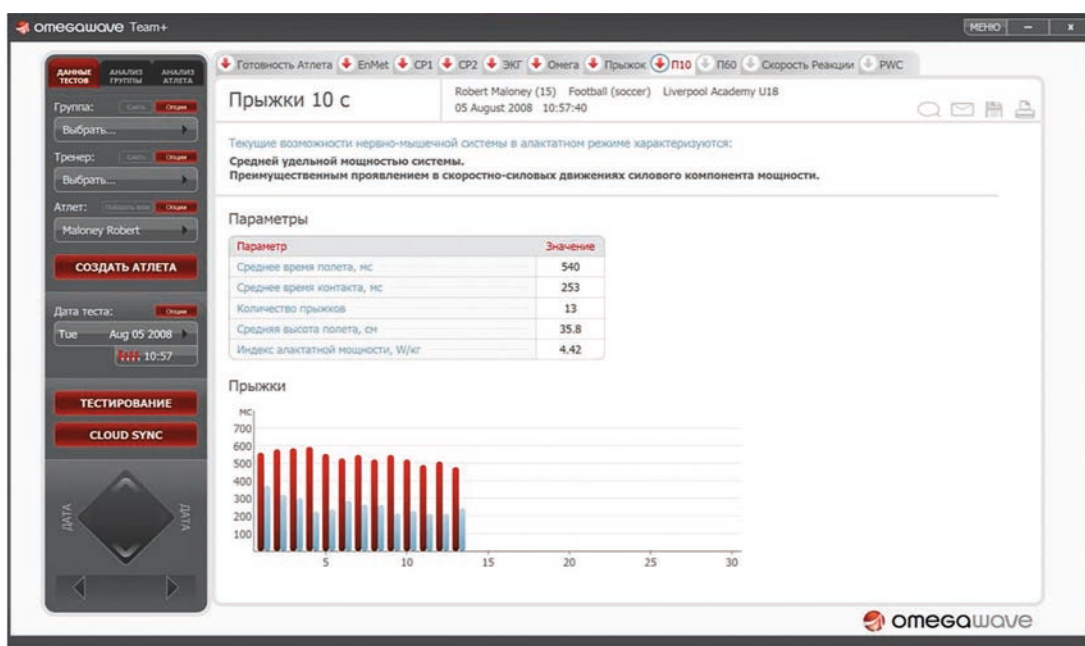 omegawave Team+
МЕНЮ – x
ДАННЫЕ ТЕСТОВ
АНАЛИЗ ГРУППЫ
АНАЛИЗ АТЛЕТА
Группа: Опции
Выбрать...
Тренер: Опции
Выбрать...
Атлет: Опции
Maloney Robert
СОЗДАТЬ АТЛЕТА
Дата теста: Опции
Tue Aug 05 2008
10:57
ТЕСТИРОВАНИЕ
CLOUD SYNC
ДАТА
ДАТА
Готовность Атлета EnMet СР1 СР2 ЭКГ Омега Прыжок П10 П60 Скорость Реакции PWC
Прыжки 10 с
Robert Maloney (15) Football (soccer) Liverpool Academy U18
05 August 2008 10:57:40
Текущие возможности нервно-мышечной системы в алактатном режиме характеризуются:
Средней удельной мощностью системы.
Преимущественным проявлением в скоростно-силовых движениях силового компонента мощности.
Параметры
Параметр Значение
Среднее время полета, мс 540
Среднее время контакта, мс 253
Количество прыжков 13
Средняя высота полета, см 35.8
Индекс алактатной мощности, W/кг 4.42
Прыжки
мс
700
600
500
400
300
200
100
5 10 15 20 25 30
omegawave